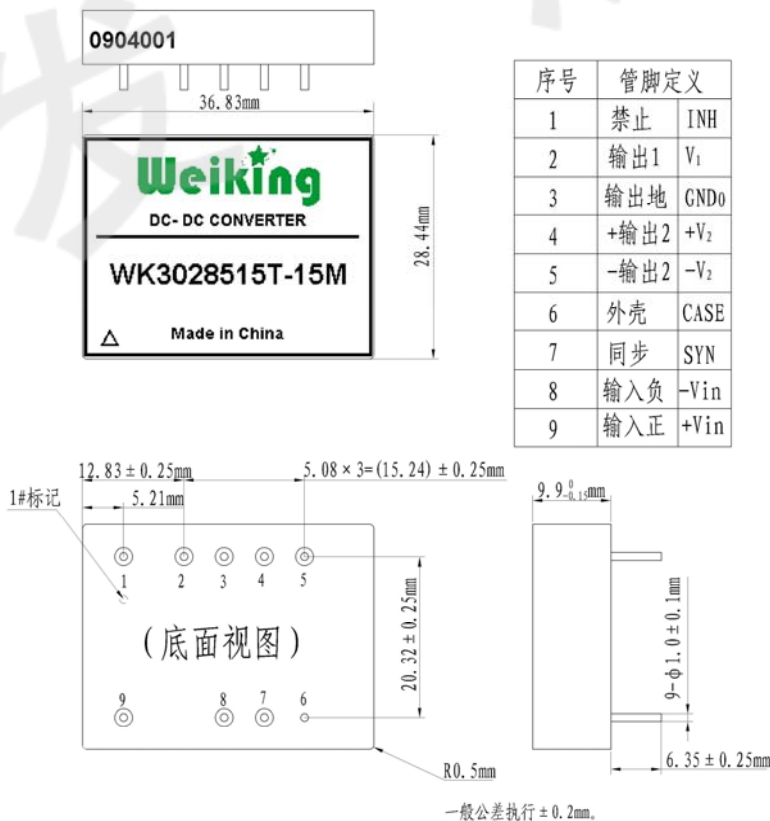 0904001
36.83mm
Weiking
DC- DC CONVERTER
WK3028515T-15M
Made in China
28.44mm
序号 管脚定义
1 禁止 INH
2 输出1 V₁
3 输出地 GND₀
4 +输出2 +V₂
5 -输出2 -V₂
6 外壳 CASE
7 同步 SYN
8 输入负 -Vin
9 输入正 +Vin
12.83±0.25mm
5.08×3=(15.24)±0.25mm
1#标记
5.21mm
1 2 3 4 5
(底面视图)
9 8 7 6
20.32±0.25mm
R0.5mm
9.9 0 -0.15 mm
9-φ1.0±0.1mm
6.35±0.25mm
一般公差执行±0.2mm。
发